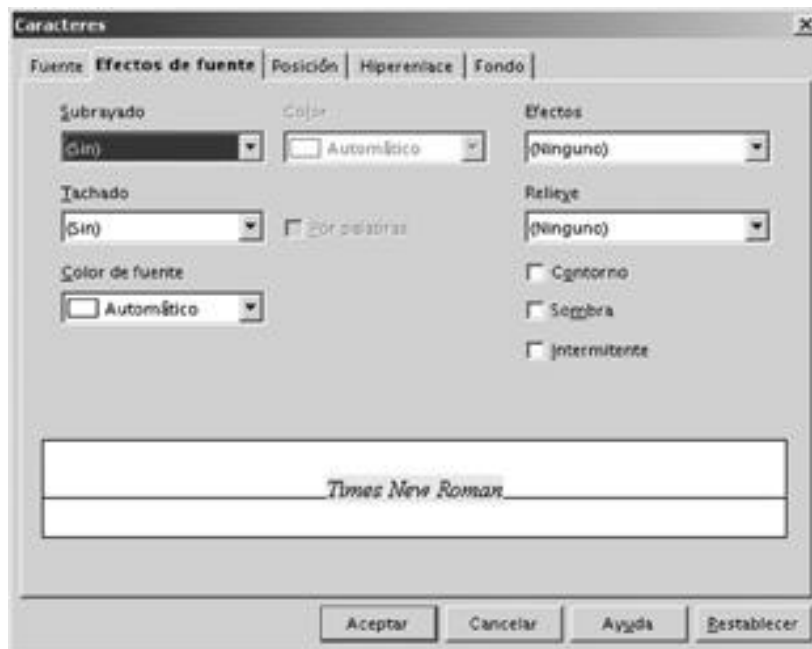 Caracteres
Fuente Efectos de fuente Posición Hiperenlace Fondo
Subrayado Color Efectos
(Sin) Automático (Ninguno)
Tachado Relieve
(Sin) Por palabras (Ninguno)
Color de fuente Contorno
Automático Sombra
Intermitente
Times New Roman
Aceptar Cancelar Ayuda Restablecer